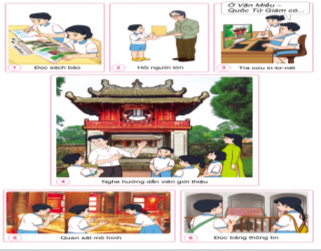 Ở Văn Miếu –
Quốc Tử Giám có...
1 Đọc sách báo
2 Hỏi người lớn
3 Tra cứu in-tơ-nét
4 Nghe hướng dẫn viên giới thiệu
5 Quan sát mô hình
6 Đọc bảng thông tin